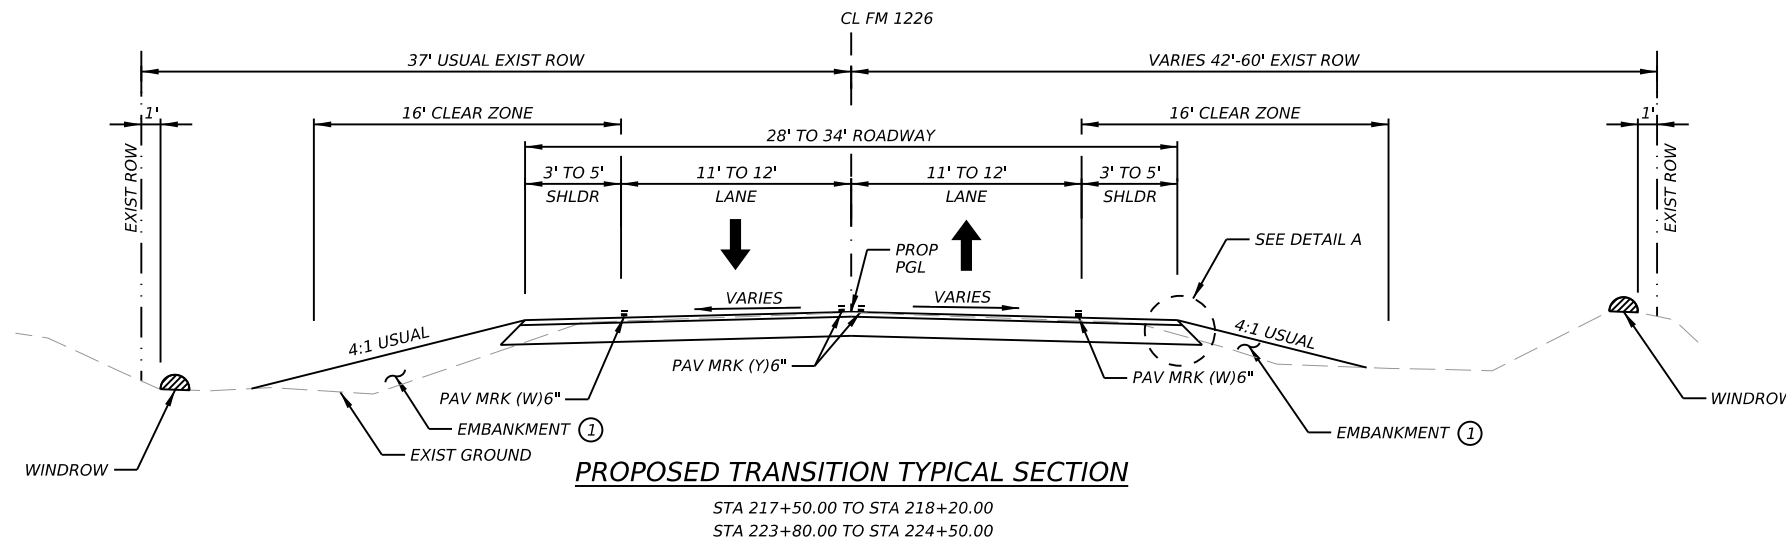 CL FM 1226
37' USUAL EXIST ROW
VARIES 42'-60' EXIST ROW
1'
16' CLEAR ZONE
16' CLEAR ZONE
1'
28' TO 34' ROADWAY
EXIST ROW
3' TO 5'
SHLDR
11' TO 12'
LANE
11' TO 12'
LANE
3' TO 5'
SHLDR
EXIST ROW
SEE DETAIL A
PROP
PGL
VARIES
VARIES
4:1 USUAL
4:1 USUAL
PAV MRK (Y)6"
PAV MRK (W)6"
PAV MRK (W)6"
WINDROW
EMBANKMENT 1
EMBANKMENT 1
EXIST GROUND
WINDROW
PROPOSED TRANSITION TYPICAL SECTION
STA 217+50.00 TO STA 218+20.00
STA 223+80.00 TO STA 224+50.00